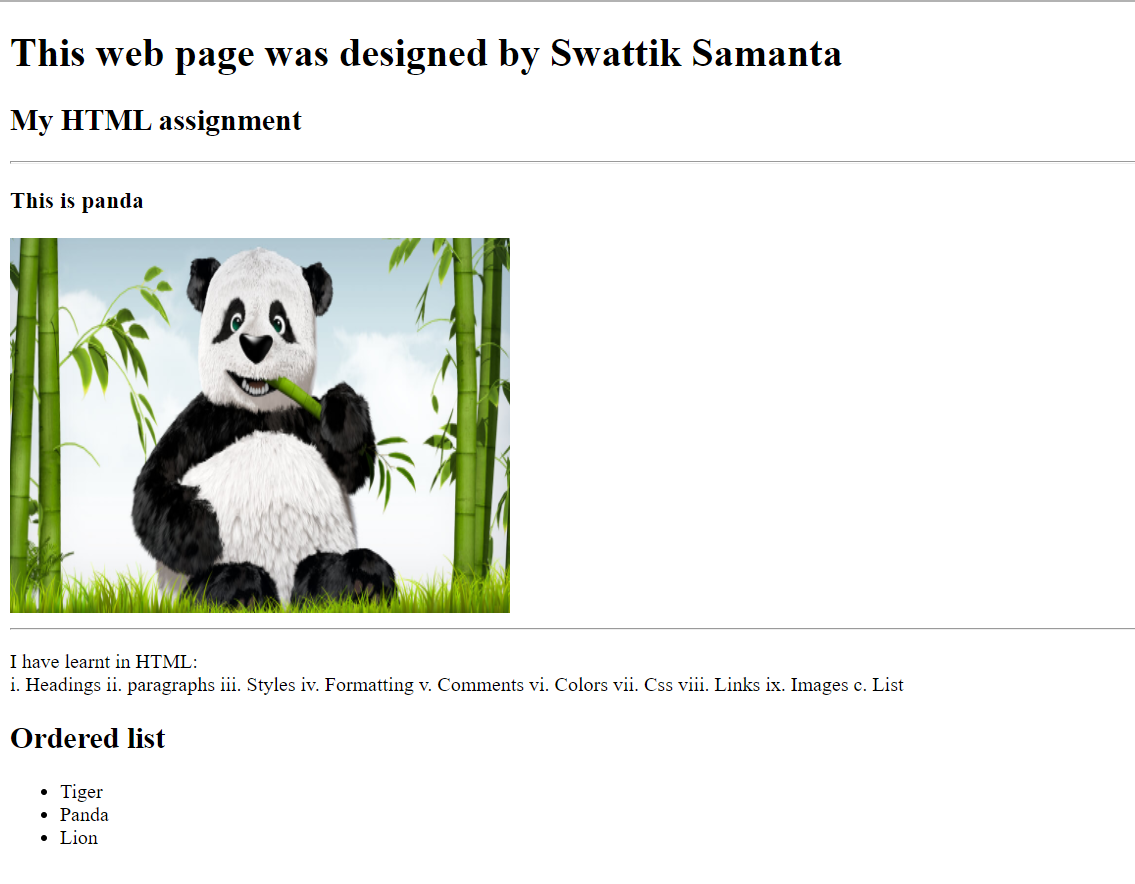 This web page was designed by Swattik Samanta
My HTML assignment
This is panda
I have learnt in HTML:
i. Headings ii. paragraphs iii. Styles iv. Formatting v. Comments vi. Colors vii. Css viii. Links ix. Images c. List
Ordered list
• Tiger
• Panda
• Lion